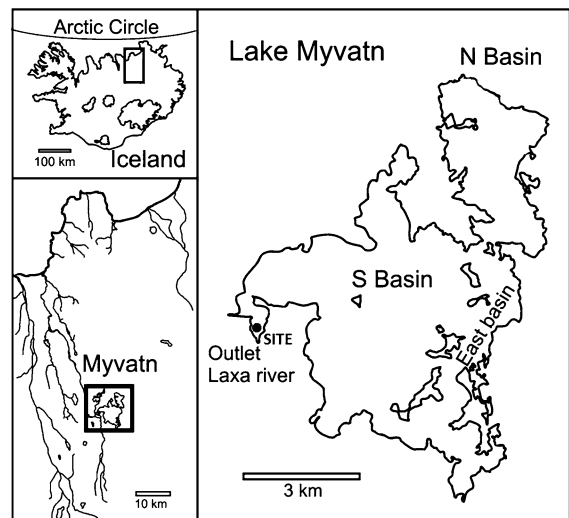 Arctic Circle
100 km
Iceland
Myvatn
10 km
Lake Myvatn
N Basin
S Basin
East basin
SITE
Outlet
Laxa river
3 km